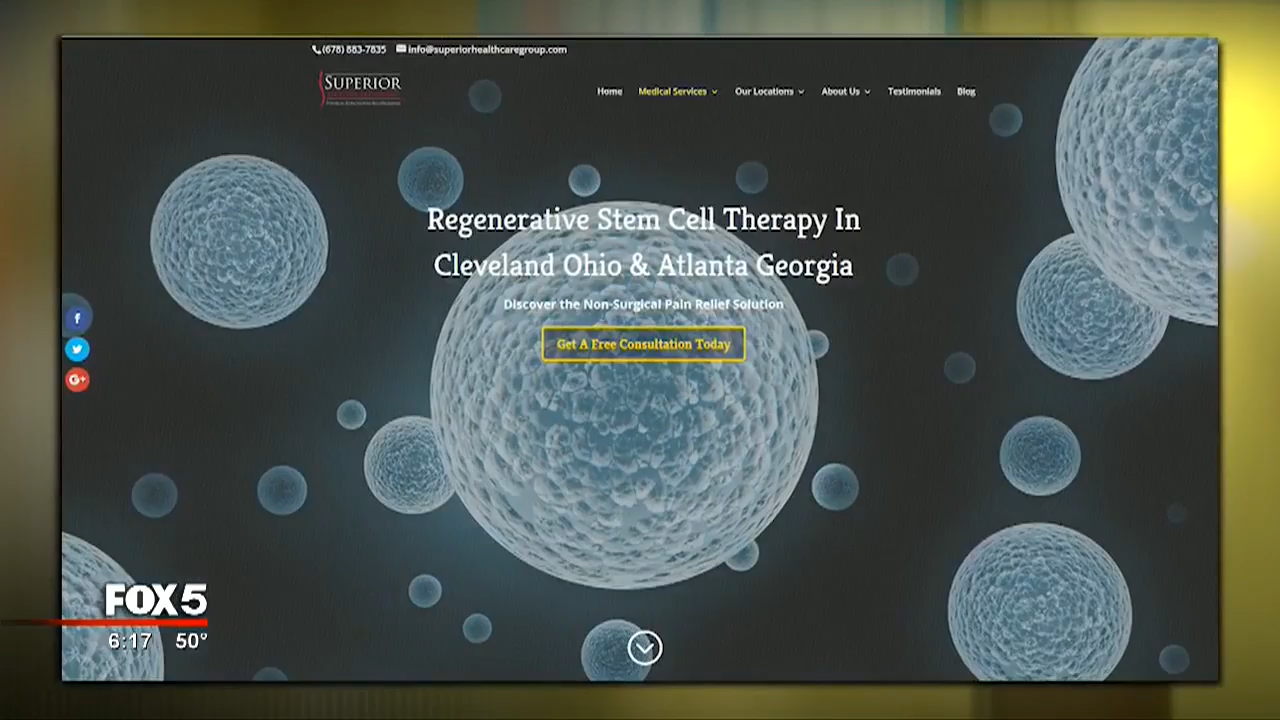 (678) 883-7835 info@superiorhealthcaregroup.com
SUPERIOR
Home Medical Services Our Locations About Us Testimonials Blog
Regenerative Stem Cell Therapy In
Cleveland Ohio & Atlanta Georgia
Discover the Non-Surgical Pain Relief Solution
Get A Free Consultation Today
f
G+
FOX 5
6:17 50°